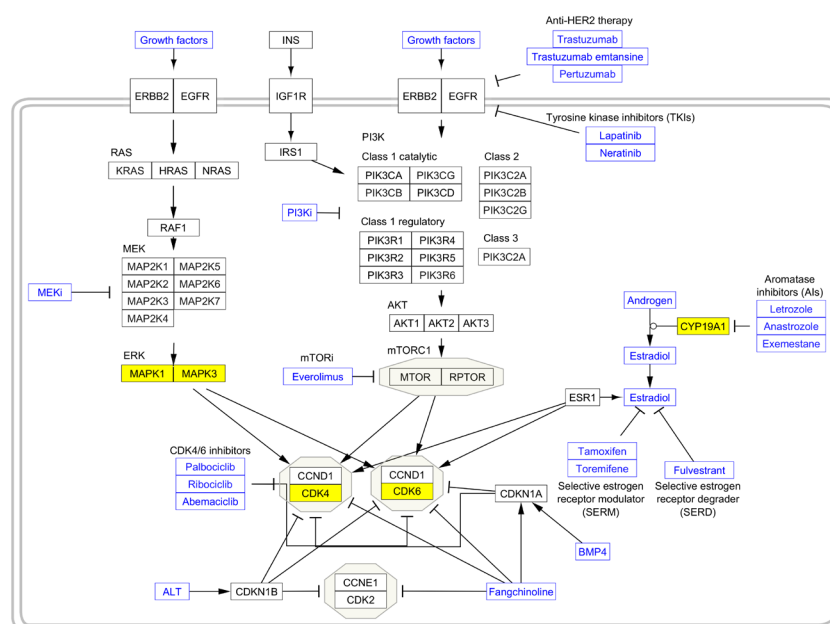 Anti-HER2 therapy
Growth factors
INS
Growth factors
Trastuzumab
Trastuzumab emtansine
Pertuzumab
ERBB2 EGFR
IGF1R
ERBB2 EGFR
Tyrosine kinase inhibitors (TKIs)
Lapatinib
Neratinib
PI3K
IRS1
RAS
KRAS HRAS NRAS
Class 1 catalytic
PIK3CA PIK3CG
PIK3CB PIK3CD
Class 2
PIK3C2A
PIK3C2B
PIK3C2G
PI3Ki
RAF1
Class 1 regulatory
PIK3R1 PIK3R4
PIK3R2 PIK3R5
PIK3R3 PIK3R6
Class 3
PIK3C2A
MEK
MAP2K1 MAP2K5
MAP2K2 MAP2K6
MAP2K3 MAP2K7
MAP2K4
MEKi
AKT
AKT1 AKT2 AKT3
Androgen
Aromatase
inhibitors (AIs)
Letrozole
Anastrozole
Exemestane
CYP19A1
Estradiol
ERK
MAPK1 MAPK3
mTORi
Everolimus
mTORC1
MTOR RPTOR
ESR1
Estradiol
CDK4/6 inhibitors
Palbociclib
Ribociclib
Abemaciclib
CCND1
CDK4
CCND1
CDK6
Tamoxifen
Toremifene
Selective estrogen
receptor modulator
(SERM)
Fulvestrant
Selective estrogen
receptor degrader
(SERD)
CDKN1A
BMP4
ALT
CDKN1B
CCNE1
CDK2
Fangchinoline